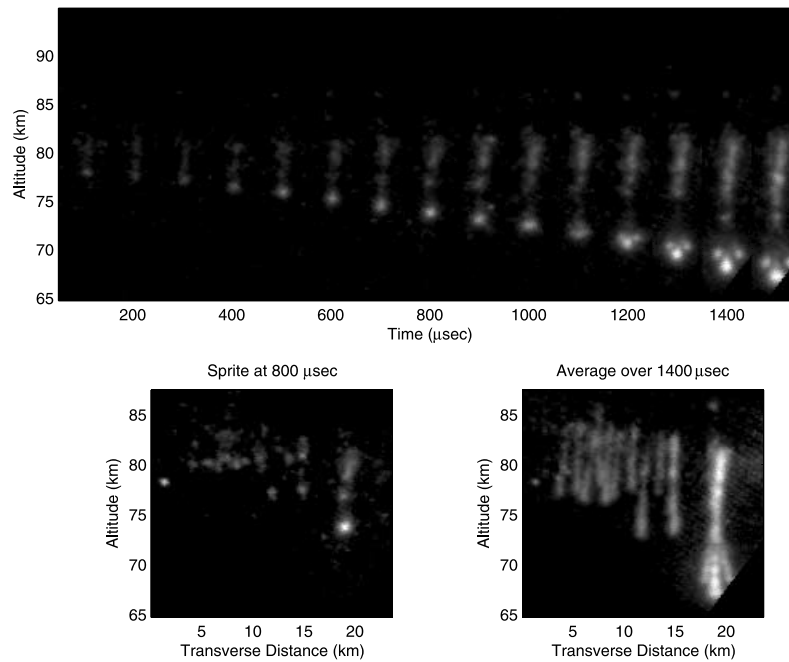 90
85
80
75
70
65
Altitude (km)
200 400 600 800 1000 1200 1400
Time (μsec)
Sprite at 800 μsec
85
80
75
70
65
Altitude (km)
5 10 15 20
Transverse Distance (km)
Average over 1400 μsec
85
80
75
70
65
Altitude (km)
5 10 15 20
Transverse Distance (km)